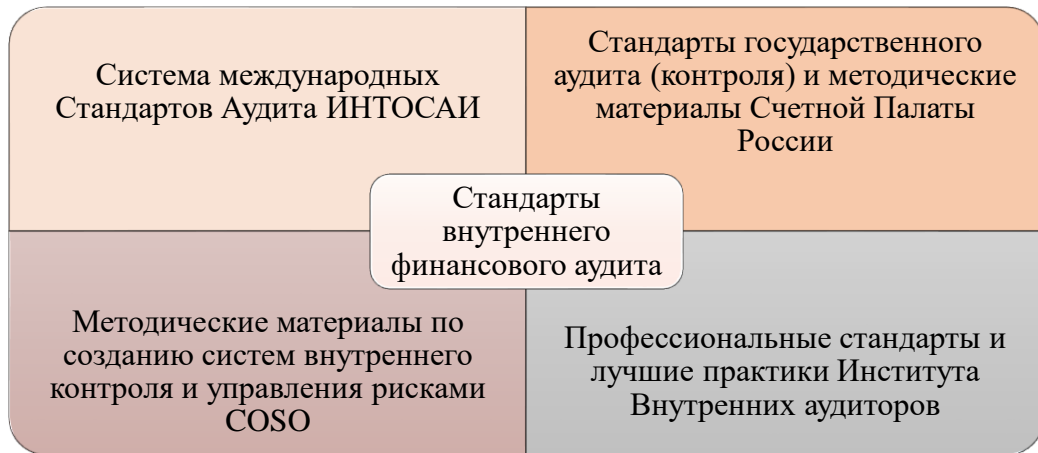 Система международных
Стандартов Аудита ИНТОСАИ
Стандарты государственного
аудита (контроля) и методические
материалы Счетной Палаты
России
Стандарты
внутреннего
финансового аудита
Методические материалы по
созданию систем внутреннего
контроля и управления рисками
COSO
Профессиональные стандарты и
лучшие практики Института
Внутренних аудиторов